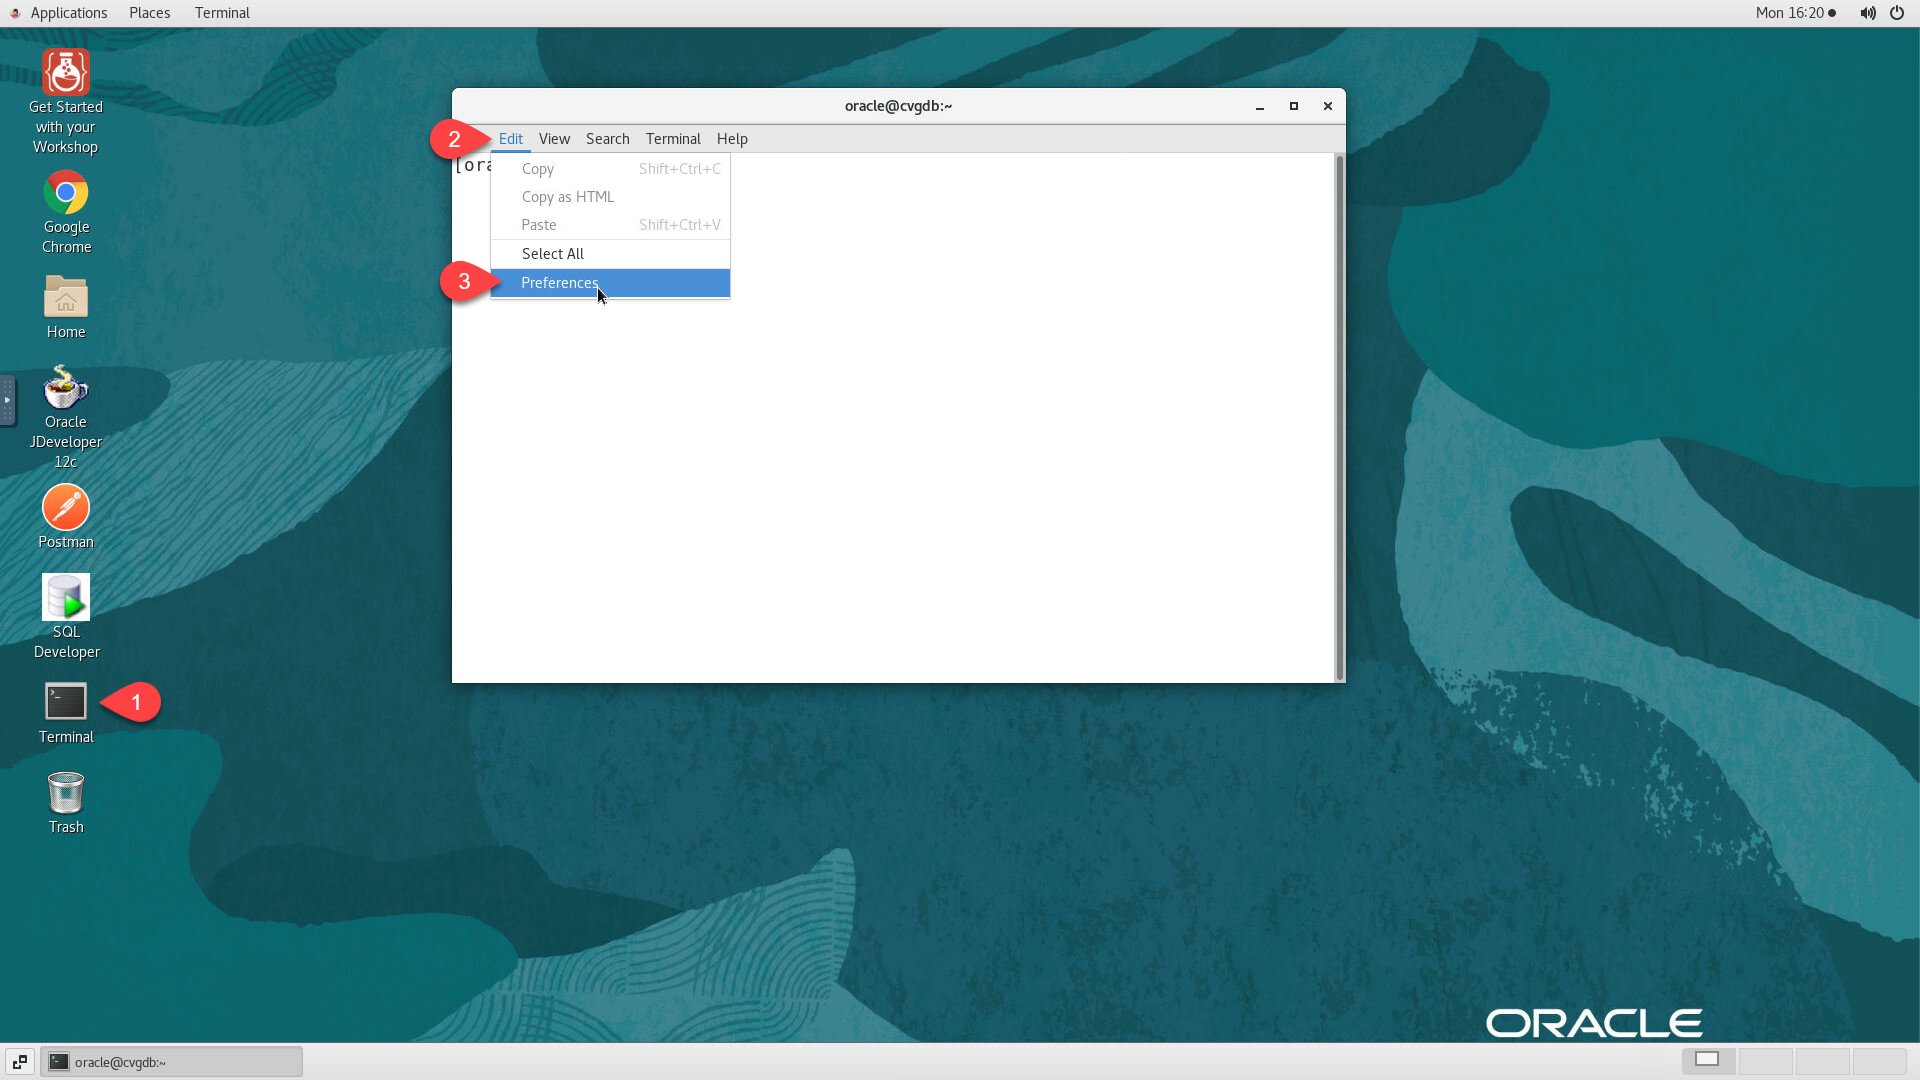 Applications Places Terminal Mon 16:20
Get Started
with your
Workshop
Google
Chrome
Home
Oracle
JDeveloper
12c
Postman
SQL
Developer
1
Terminal
Trash
oracle@cvgdb:~
2 Edit View Search Terminal Help
[ora
Copy Shift+Ctrl+C
Copy as HTML
Paste Shift+Ctrl+V
Select All
3 Preferences
ORACLE
oracle@cvgdb:~